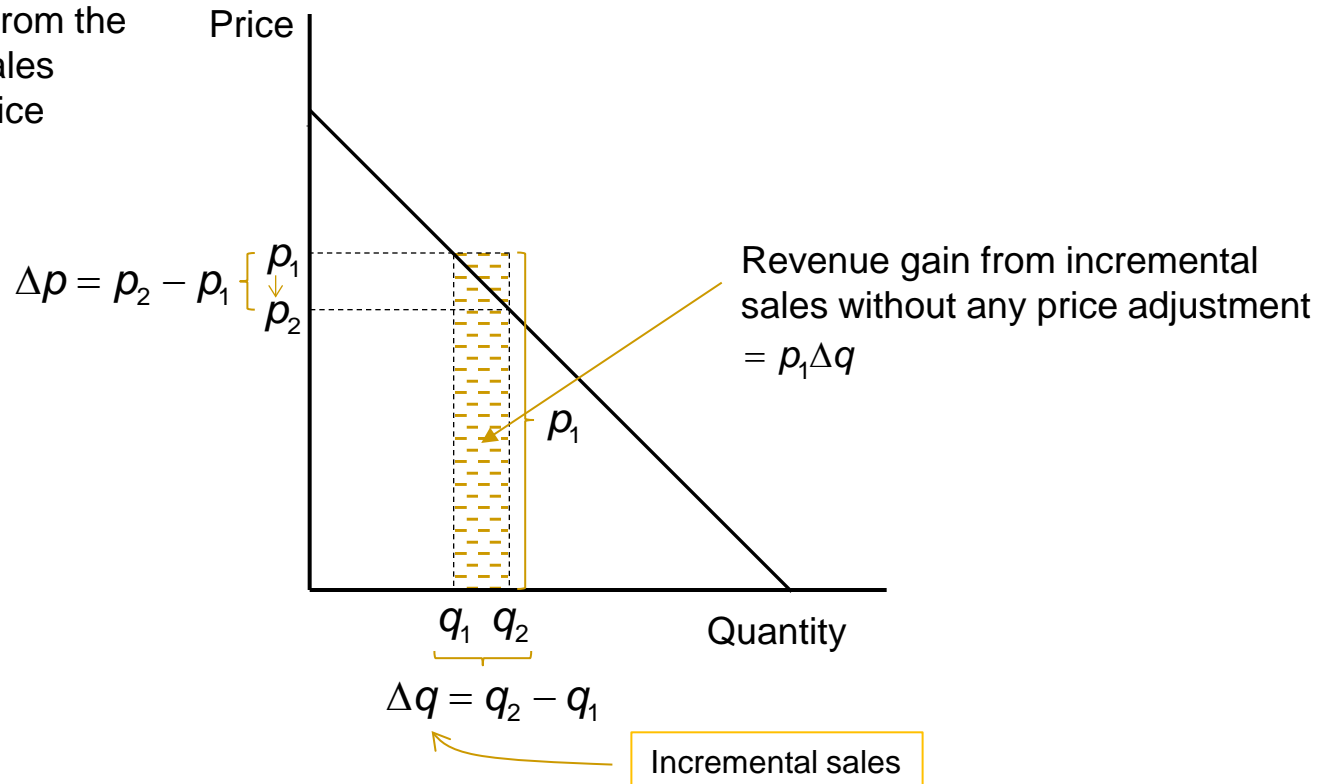 rom the
ales
ice
Price
Δp = p₂ − p₁
p₁
p₂
Revenue gain from incremental
sales without any price adjustment
= p₁Δq
p₁
q₁ q₂
Quantity
Δq = q₂ − q₁
Incremental sales